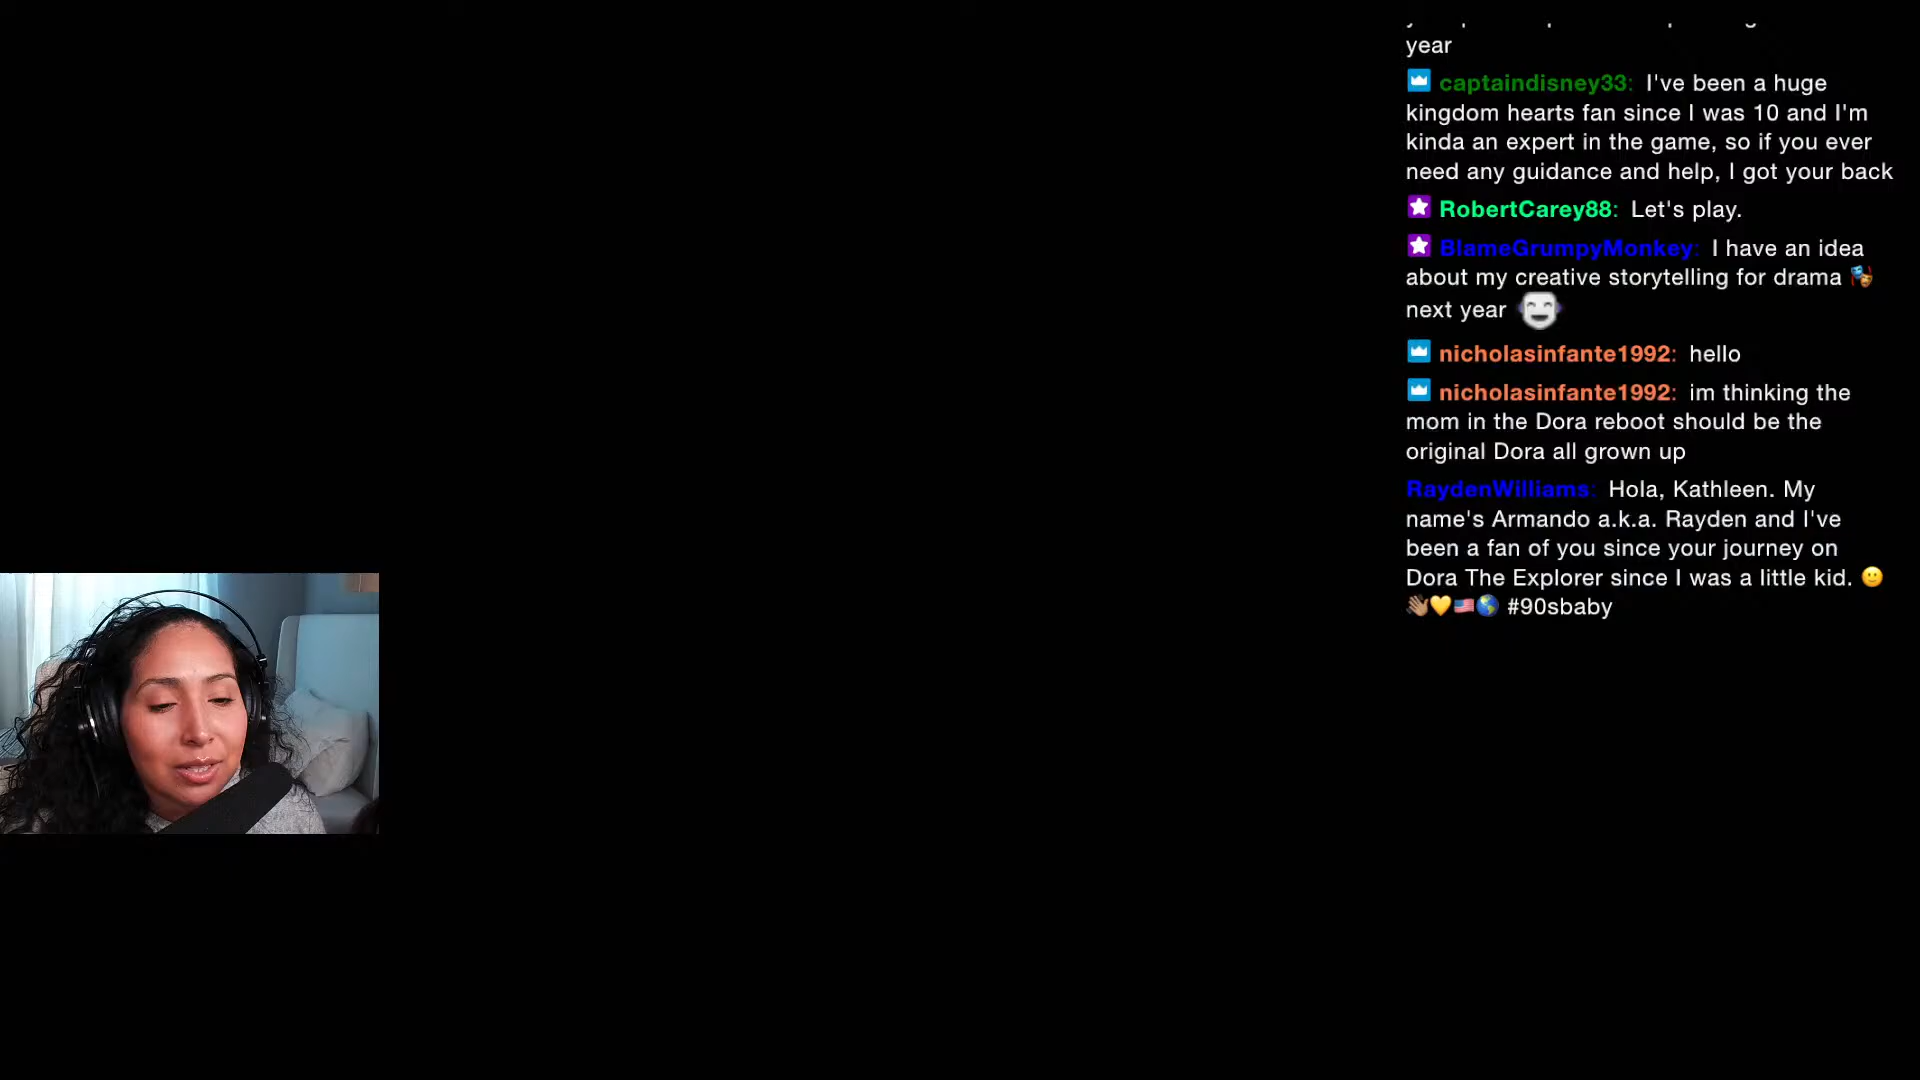 year
captaindisney33: I've been a huge
kingdom hearts fan since I was 10 and I'm
kinda an expert in the game, so if you ever
need any guidance and help, I got your back
RobertCarey88: Let's play.
BlameGrumpyMonkey: I have an idea
about my creative storytelling for drama 🎭
next year
nicholasinfante1992: hello
nicholasinfante1992: im thinking the
mom in the Dora reboot should be the
original Dora all grown up
RaydenWilliams: Hola, Kathleen. My
name's Armando a.k.a. Rayden and I've
been a fan of you since your journey on
Dora The Explorer since I was a little kid. 🙂
👋🏽💛🇺🇸🌎 #90sbaby